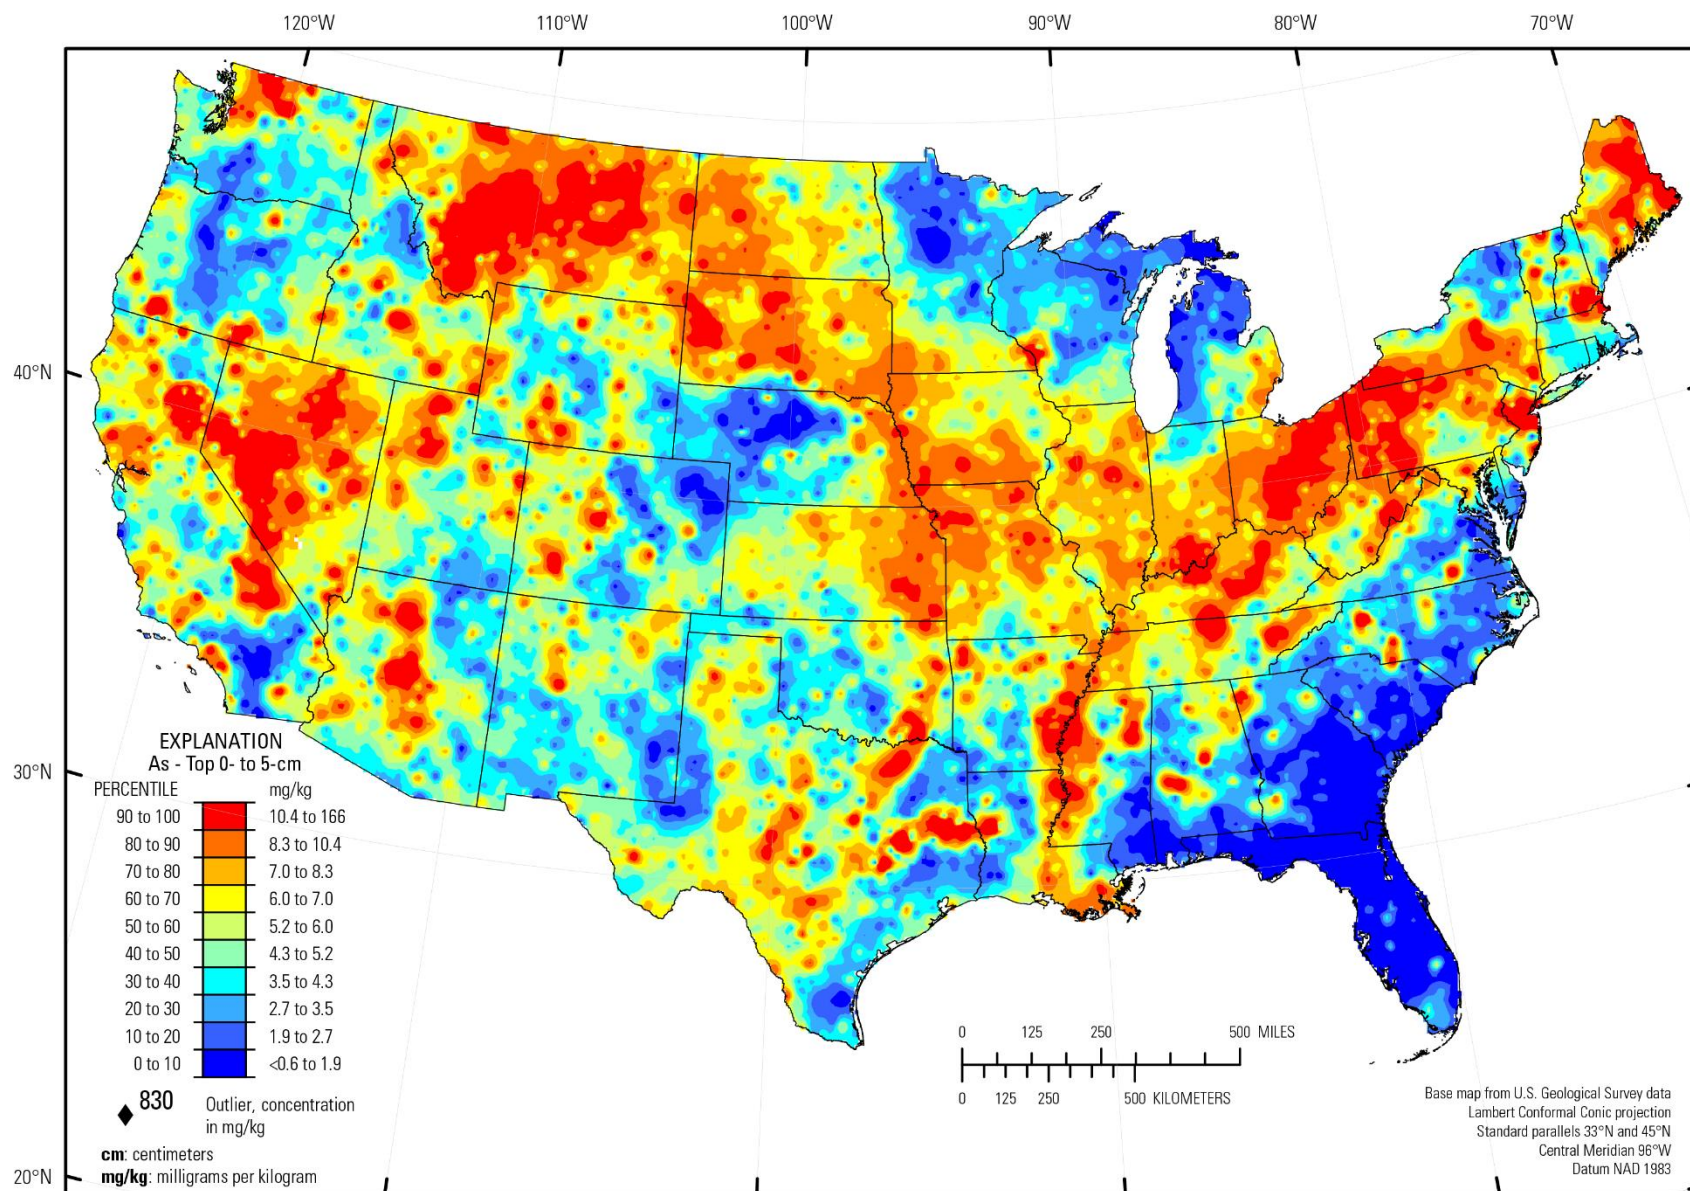 120°W 110°W 100°W 90°W 80°W 70°W
40°N
30°N
20°N
EXPLANATION
As - Top 0- to 5-cm
PERCENTILE mg/kg
90 to 100 10.4 to 166
80 to 90 8.3 to 10.4
70 to 80 7.0 to 8.3
60 to 70 6.0 to 7.0
50 to 60 5.2 to 6.0
40 to 50 4.3 to 5.2
30 to 40 3.5 to 4.3
20 to 30 2.7 to 3.5
10 to 20 1.9 to 2.7
0 to 10 <0.6 to 1.9
830 Outlier, concentration
in mg/kg
cm: centimeters
mg/kg: milligrams per kilogram
0 125 250 500 MILES
0 125 250 500 KILOMETERS
Base map from U.S. Geological Survey data
Lambert Conformal Conic projection
Standard parallels 33°N and 45°N
Central Meridian 96°W
Datum NAD 1983